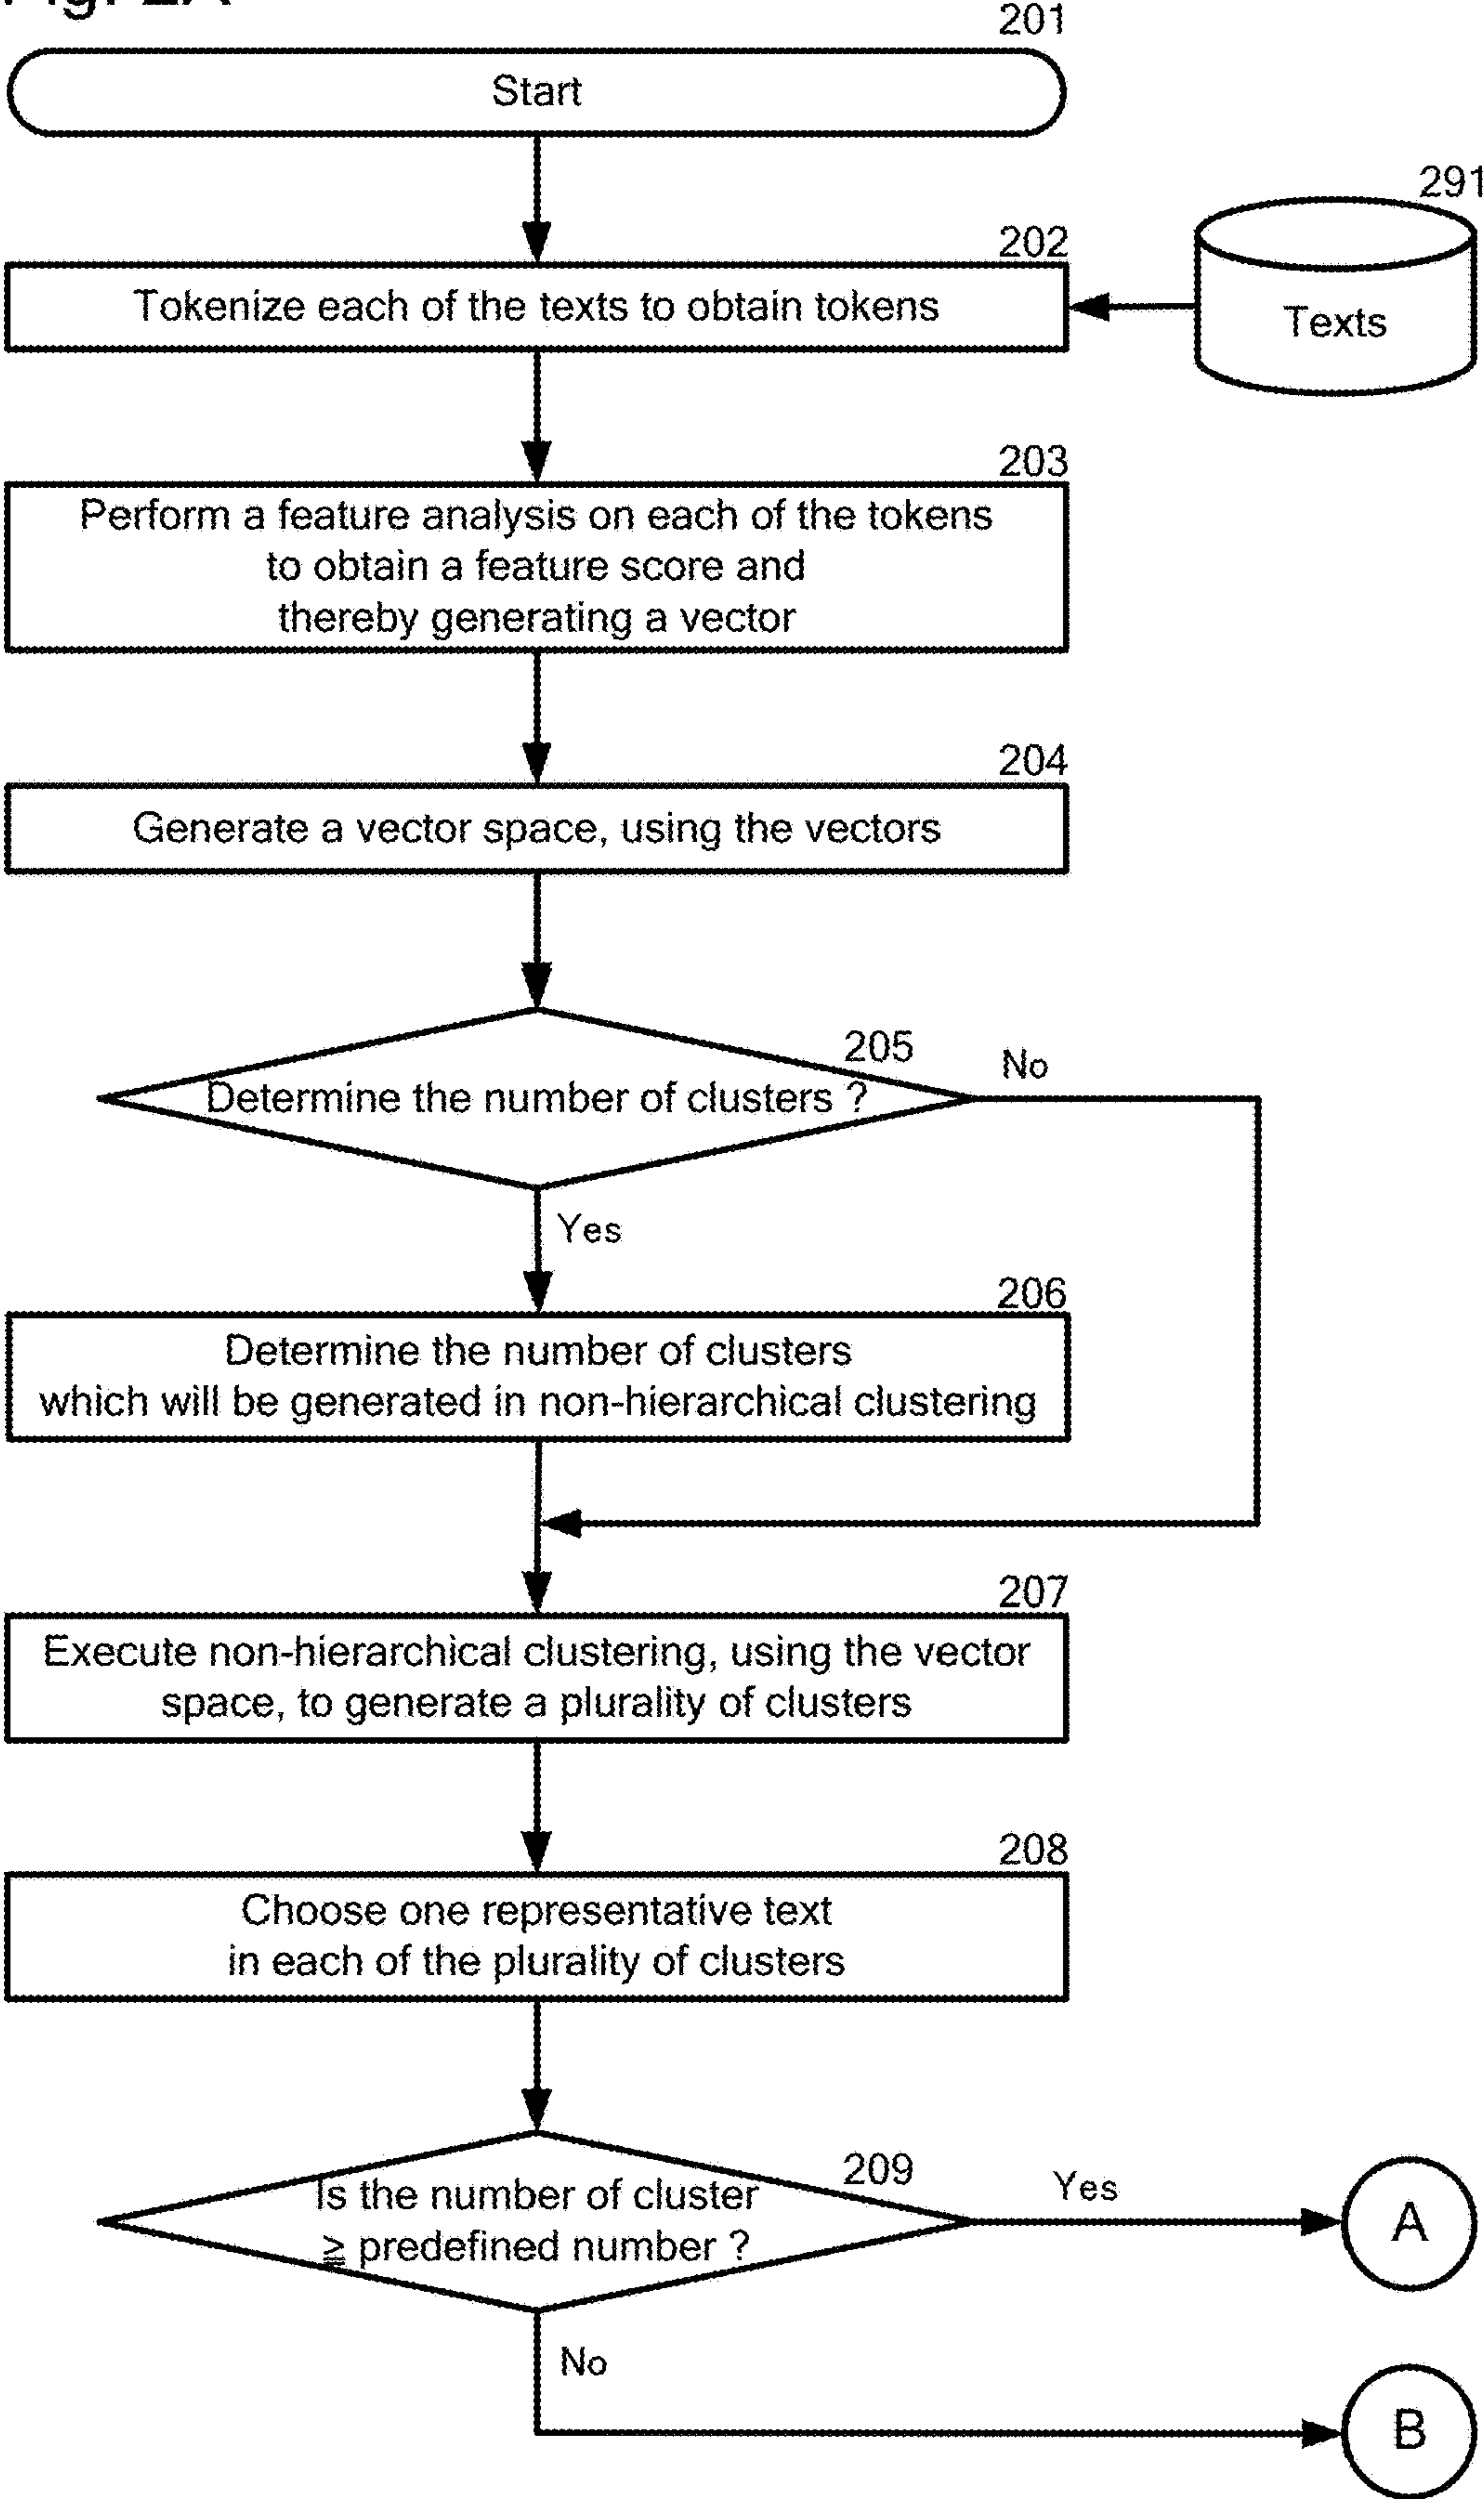 201
Start
291
202
Tokenize each of the texts to obtain tokens
Texts
203
Perform a feature analysis on each of the tokens
to obtain a feature score and
thereby generating a vector
204
Generate a vector space, using the vectors
205
No
Determine the number of clusters ?
Yes
206
Determine the number of clusters
which will be generated in non-hierarchical clustering
207
Execute non-hierarchical clustering, using the vector
space, to generate a plurality of clusters
208
Choose one representative text
in each of the plurality of clusters
209
Yes
Is the number of cluster
≧ predefined number ?
A
No
B